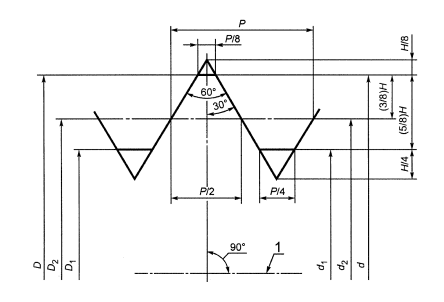 P
P/8
H/8
60°
30°
(3/8)H
(5/8)H
H/4
P/2
P/4
90°
1
D
D2
D1
d1
d2
d